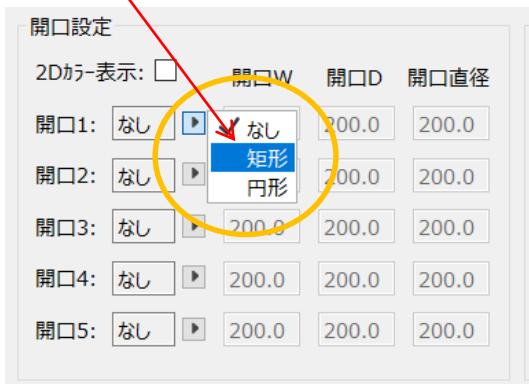 開口設定
2Dｶﾗｰ表示: 開口W 開口D 開口直径
開口1: なし なし 200.0 200.0
矩形
開口2: なし 200.0 200.0
円形
開口3: なし 200.0 200.0 200.0
開口4: なし 200.0 200.0 200.0
開口5: なし 200.0 200.0 200.0